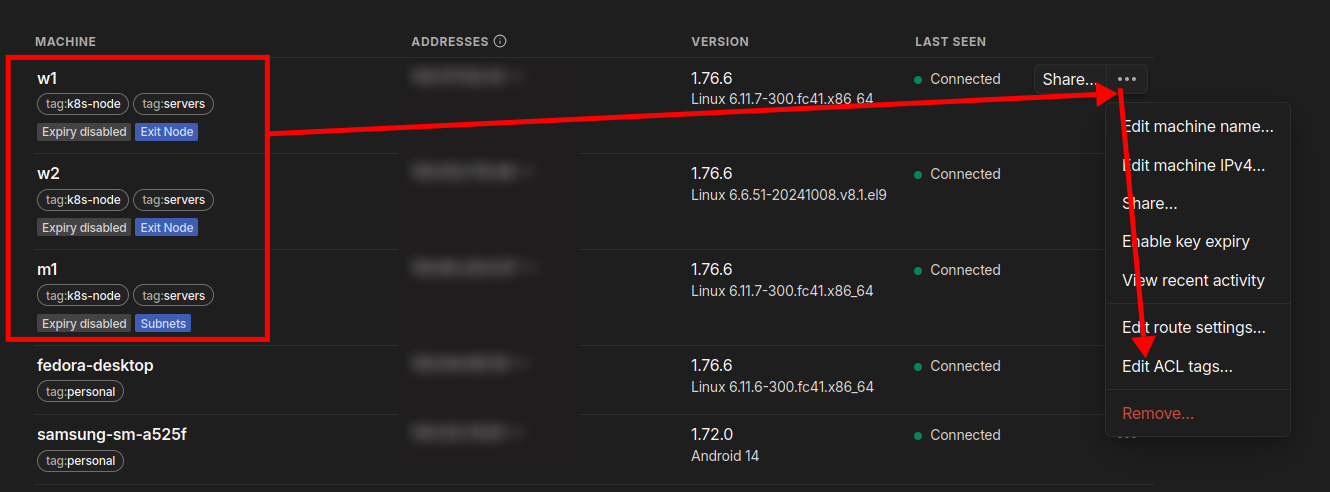 MACHINE ADDRESSES VERSION LAST SEEN
w1 1.76.6 Connected Share... ...
tag:k8s-node tag:servers Linux 6.11.7-300.fc41.x86_64
Expiry disabled Exit Node Edit machine name...
w2 1.76.6 Connected Edit machine IPv4...
tag:k8s-node tag:servers Linux 6.6.51-20241008.v8.1.el9 Share...
Expiry disabled Exit Node Enable key expiry
m1 1.76.6 Connected View recent activity
tag:k8s-node tag:servers Linux 6.11.7-300.fc41.x86_64
Expiry disabled Subnets Edit route settings...
fedora-desktop 1.76.6 Connected Edit ACL tags...
tag:personal Linux 6.11.6-300.fc41.x86_64
Remove...
samsung-sm-a525f 1.72.0 Connected
tag:personal Android 14